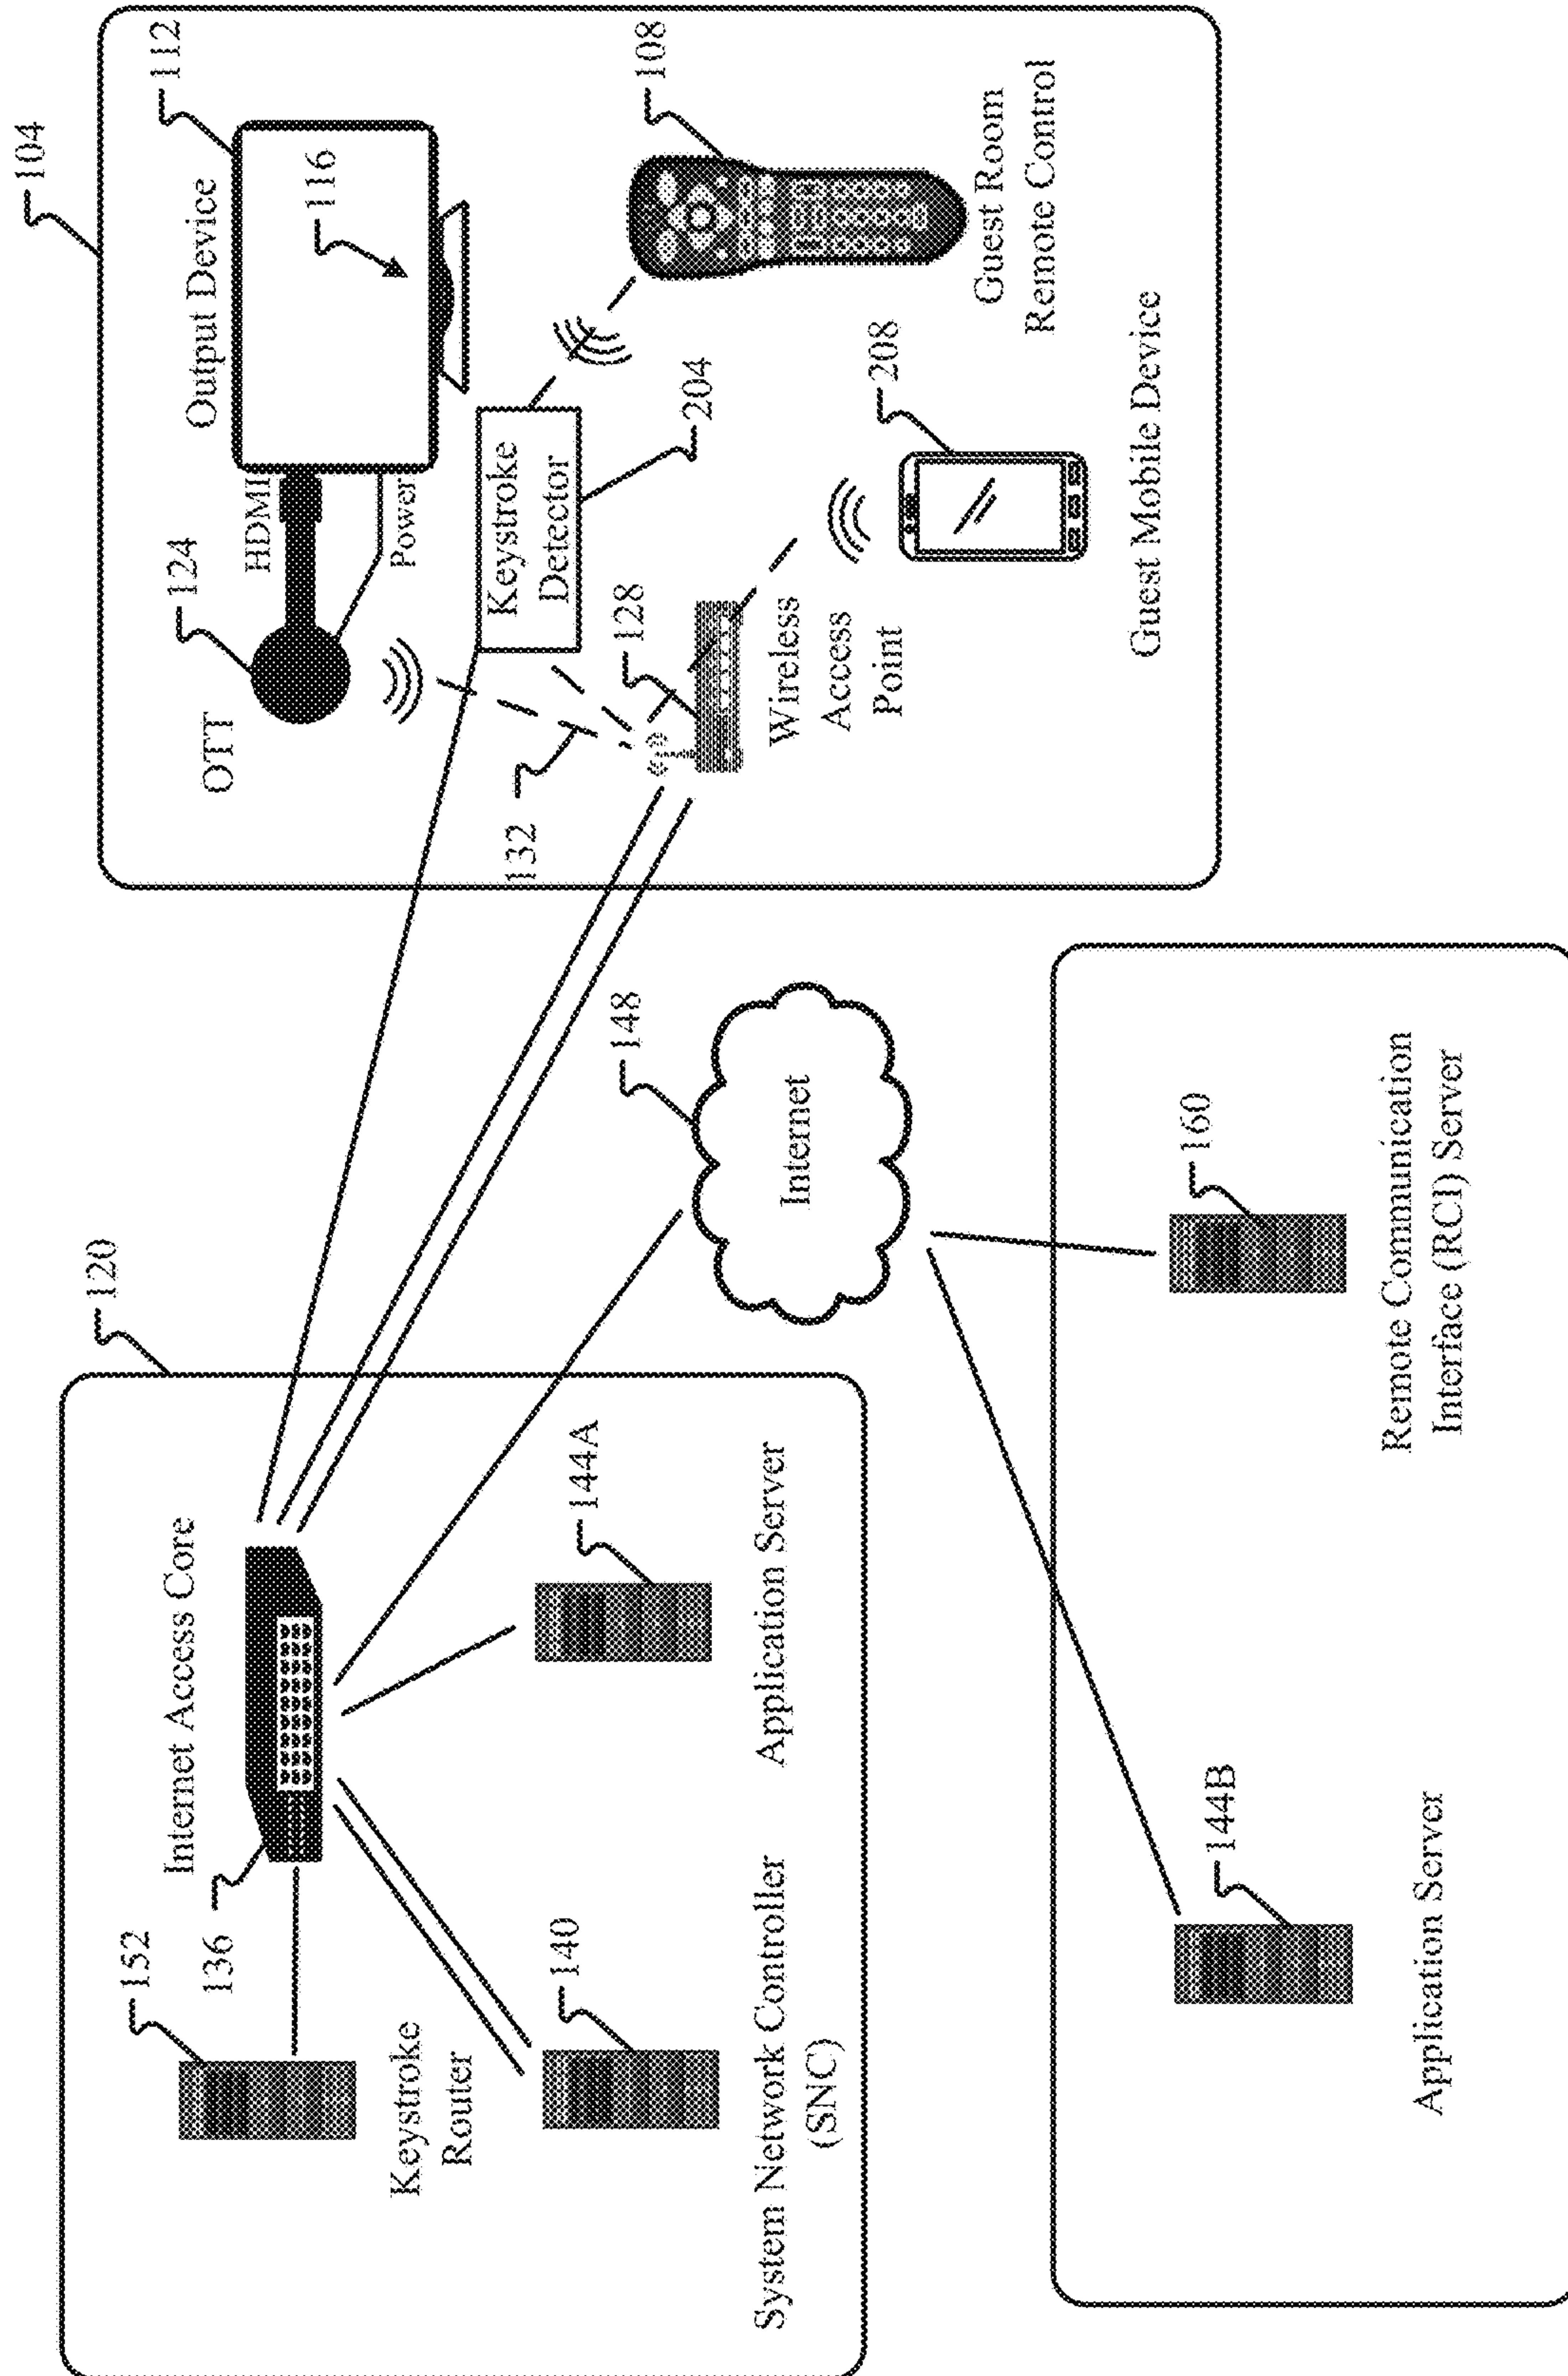 120
152
136
Internet Access Core
Keystroke
Router
140
144A
System Network Controller
(SNC)
Application Server
148
Internet
104
OTT
124
HDMI
Power
Output Device
112
116
132
Keystroke
Detector
204
128
Wireless
Access
Point
108
Guest Room
Remote Control
208
Guest Mobile Device
144B
Application Server
160
Remote Communication
Interface (RCI) Server